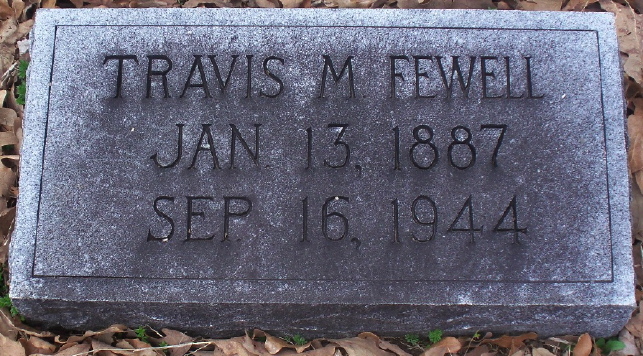 TRAVIS M FEWELL
JAN. 13, 1887
SEP. 16, 1944